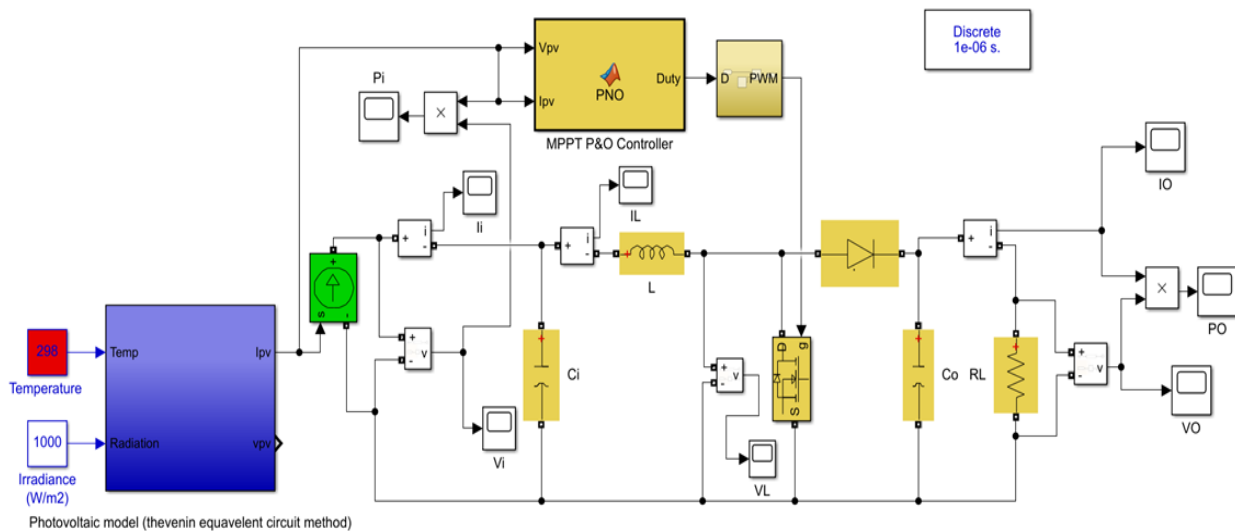 Discrete
1e-06 s.
Vpv
Ipv
PNO
Duty
MPPT P&O Controller
D
PWM
Pi
×
Ii
IL
IO
+
i
-
+
i
-
+
i
-
L
+
-
s
298
Temperature
1000
Irradiance
(W/m2)
Temp
Radiation
Ipv
vpv
+
-
v
Vi
Ci
+
-
v
VL
D
g
S
Co
RL
+
-
v
×
PO
VO
Photovoltaic model (thevenin equavelent circuit method)